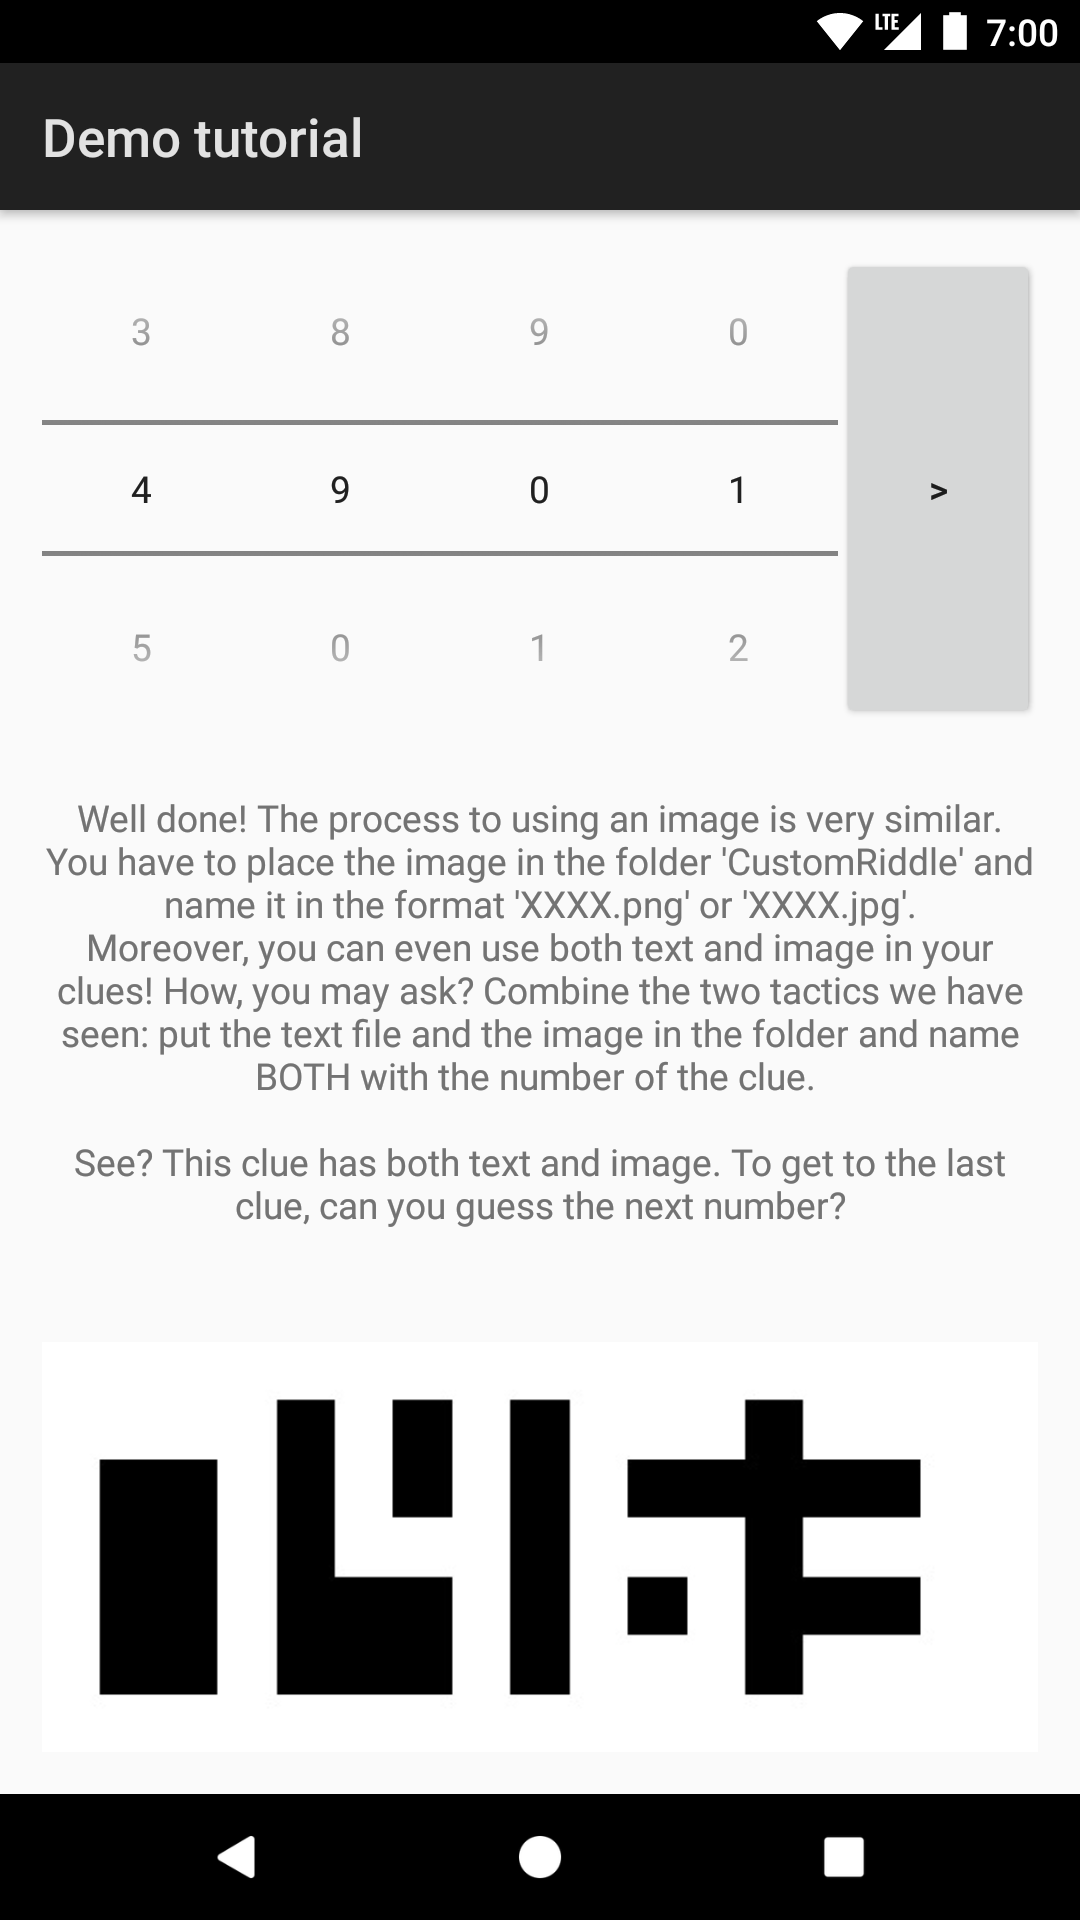 LTE 7:00
Demo tutorial
3 8 9 0
4 9 0 1 >
5 0 1 2
Well done! The process to using an image is very similar.
You have to place the image in the folder 'CustomRiddle' and
name it in the format 'XXXX.png' or 'XXXX.jpg'.
Moreover, you can even use both text and image in your
clues! How, you may ask? Combine the two tactics we have
seen: put the text file and the image in the folder and name
BOTH with the number of the clue.
See? This clue has both text and image. To get to the last
clue, can you guess the next number?
7463